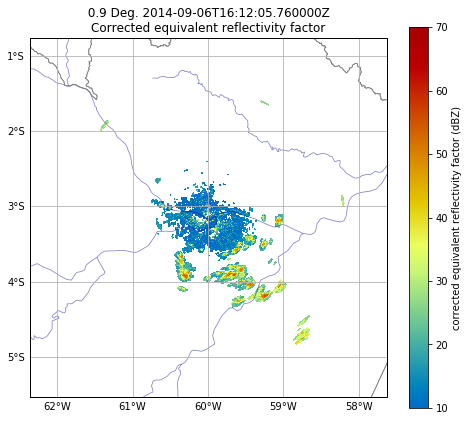 0.9 Deg. 2014-09-06T16:12:05.760000Z
Corrected equivalent reflectivity factor
1°S
2°S
3°S
4°S
5°S
62°W
61°W
60°W
59°W
58°W
70
60
50
40
30
20
10
corrected equivalent reflectivity factor (dBZ)